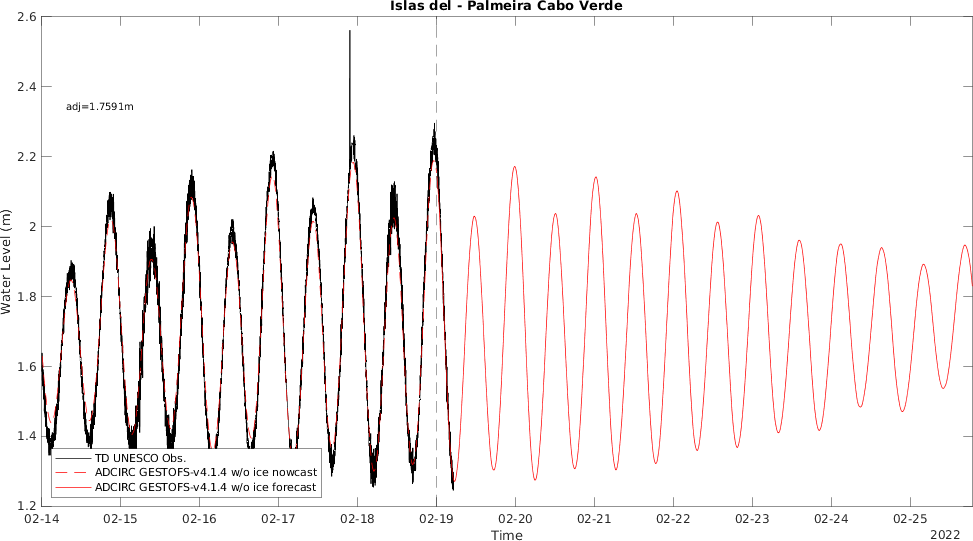 Islas del - Palmeira Cabo Verde
2.6
2.4
2.2
2
1.8
1.6
1.4
1.2
Water Level (m)
adj=1.7591m
TD UNESCO Obs.
ADCIRC GESTOFS-v4.1.4 w/o ice nowcast
ADCIRC GESTOFS-v4.1.4 w/o ice forecast
02-14 02-15 02-16 02-17 02-18 02-19 02-20 02-21 02-22 02-23 02-24 02-25
Time
2022